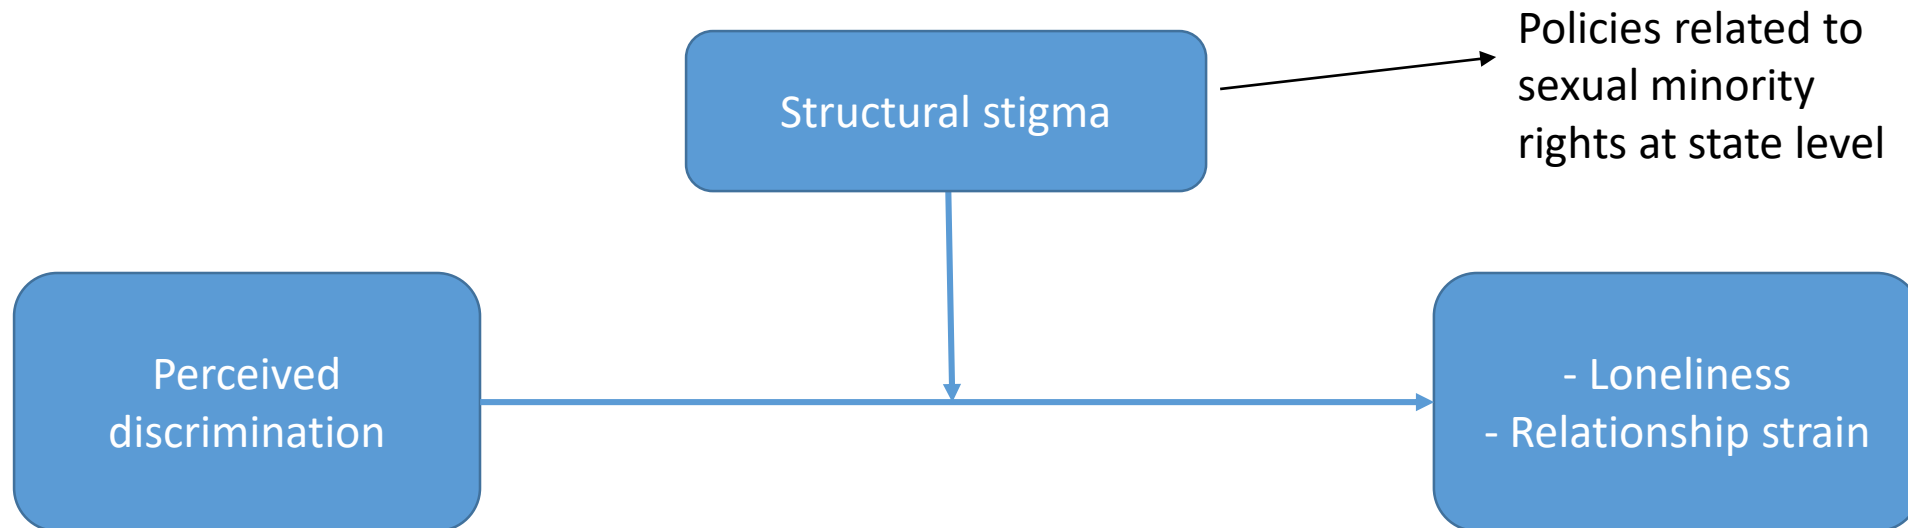 Policies related to
sexual minority
rights at state level
Structural stigma
Perceived
discrimination
- Loneliness
- Relationship strain